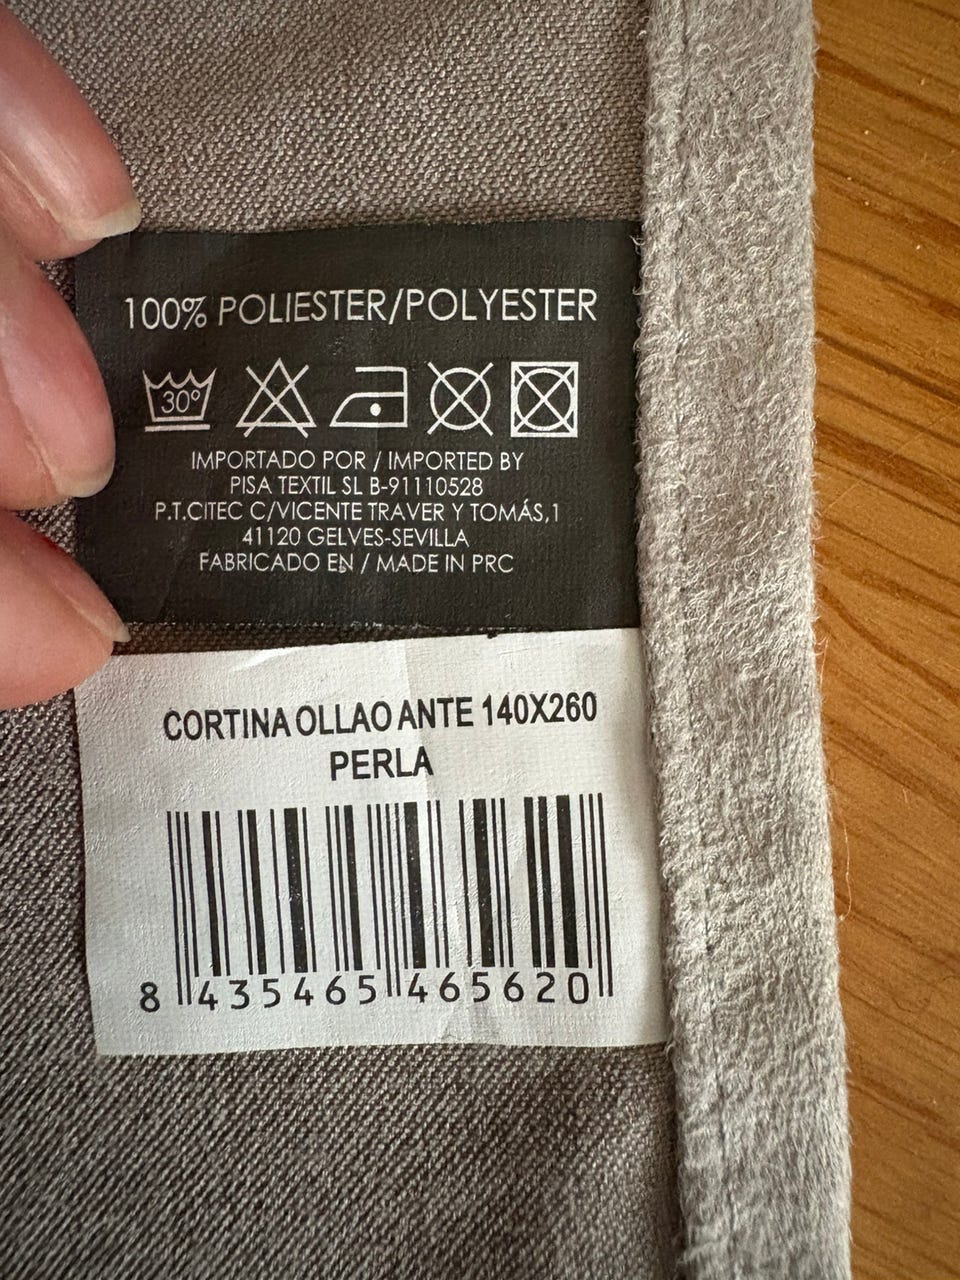 100% POLIESTER/POLYESTER
30º
IMPORTADO POR / IMPORTED BY
PISA TEXTIL SL B-91110528
P.T.CITEC C/VICENTE TRAVER Y TOMÁS,1
41120 GELVES-SEVILLA
FABRICADO EN / MADE IN PRC
CORTINA OLLAO ANTE 140X260
PERLA
8 435465 465620